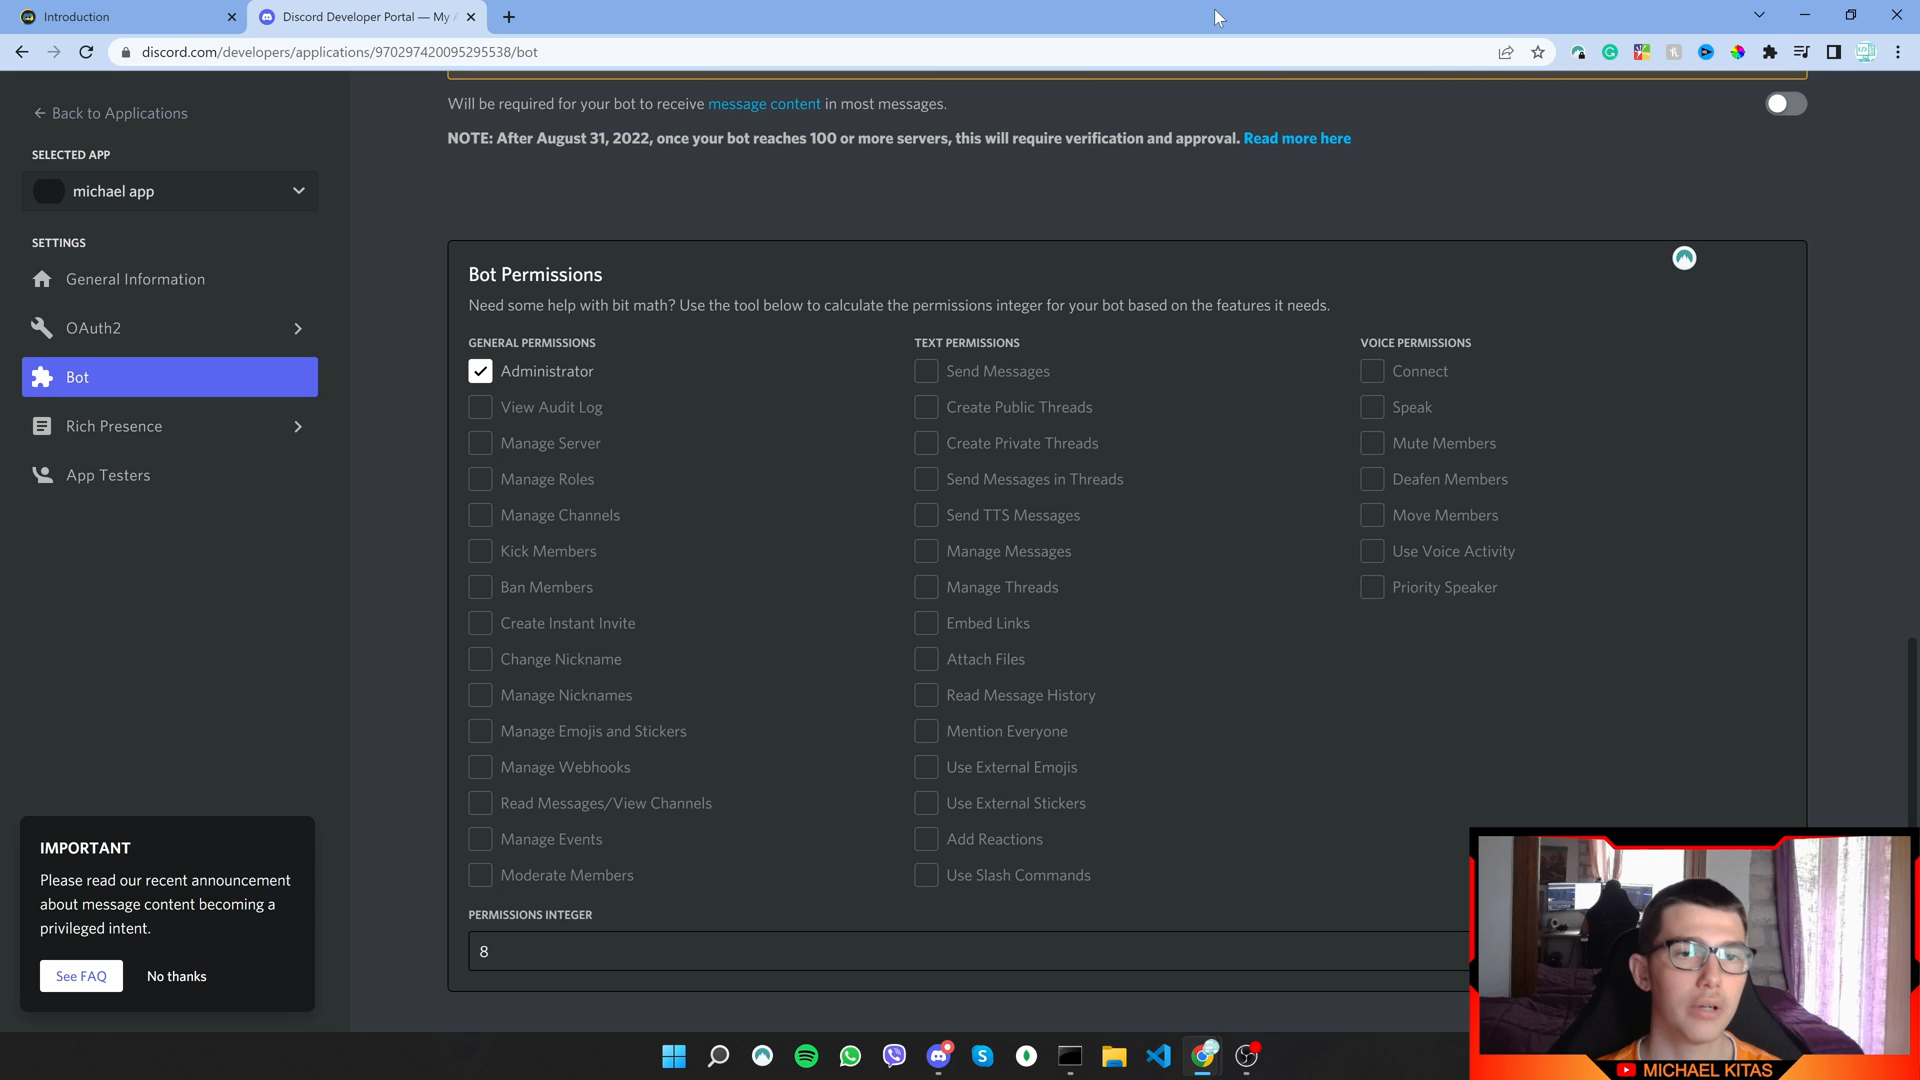 Introduction
Discord Developer Portal — My A
discord.com/developers/applications/970297420095295538/bot
Back to Applications
SELECTED APP
michael app
SETTINGS
General Information
OAuth2
Bot
Rich Presence
App Testers
IMPORTANT
Please read our recent announcement
about message content becoming a
privileged intent.
See FAQ
No thanks
Will be required for your bot to receive message content in most messages.
NOTE: After August 31, 2022, once your bot reaches 100 or more servers, this will require verification and approval. Read more here
Bot Permissions
Need some help with bit math? Use the tool below to calculate the permissions integer for your bot based on the features it needs.
GENERAL PERMISSIONS
Administrator
View Audit Log
Manage Server
Manage Roles
Manage Channels
Kick Members
Ban Members
Create Instant Invite
Change Nickname
Manage Nicknames
Manage Emojis and Stickers
Manage Webhooks
Read Messages/View Channels
Manage Events
Moderate Members
TEXT PERMISSIONS
Send Messages
Create Public Threads
Create Private Threads
Send Messages in Threads
Send TTS Messages
Manage Messages
Manage Threads
Embed Links
Attach Files
Read Message History
Mention Everyone
Use External Emojis
Use External Stickers
Add Reactions
Use Slash Commands
VOICE PERMISSIONS
Connect
Speak
Mute Members
Deafen Members
Move Members
Use Voice Activity
Priority Speaker
PERMISSIONS INTEGER
8
MICHAEL KITAS